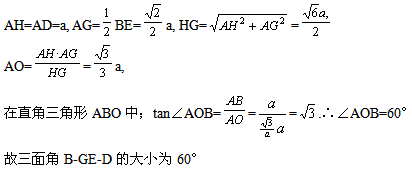 AH=AD=a, AG=\frac{1}{2}BE=\frac{\sqrt{2}}{2}a, HG=\sqrt{AH^2+AG^2}=\frac{\sqrt{6}a,}{2}
AO=\frac{AH·AG}{HG}=\frac{\sqrt{3}}{3}a,
在直角三角形 ABO 中；tan∠AOB=\frac{AB}{AO}=\frac{a}{\frac{\sqrt{3}}{a}a}=\sqrt{3}.∴∠AOB=60°
故三面角 B-GE-D 的大小为 60°